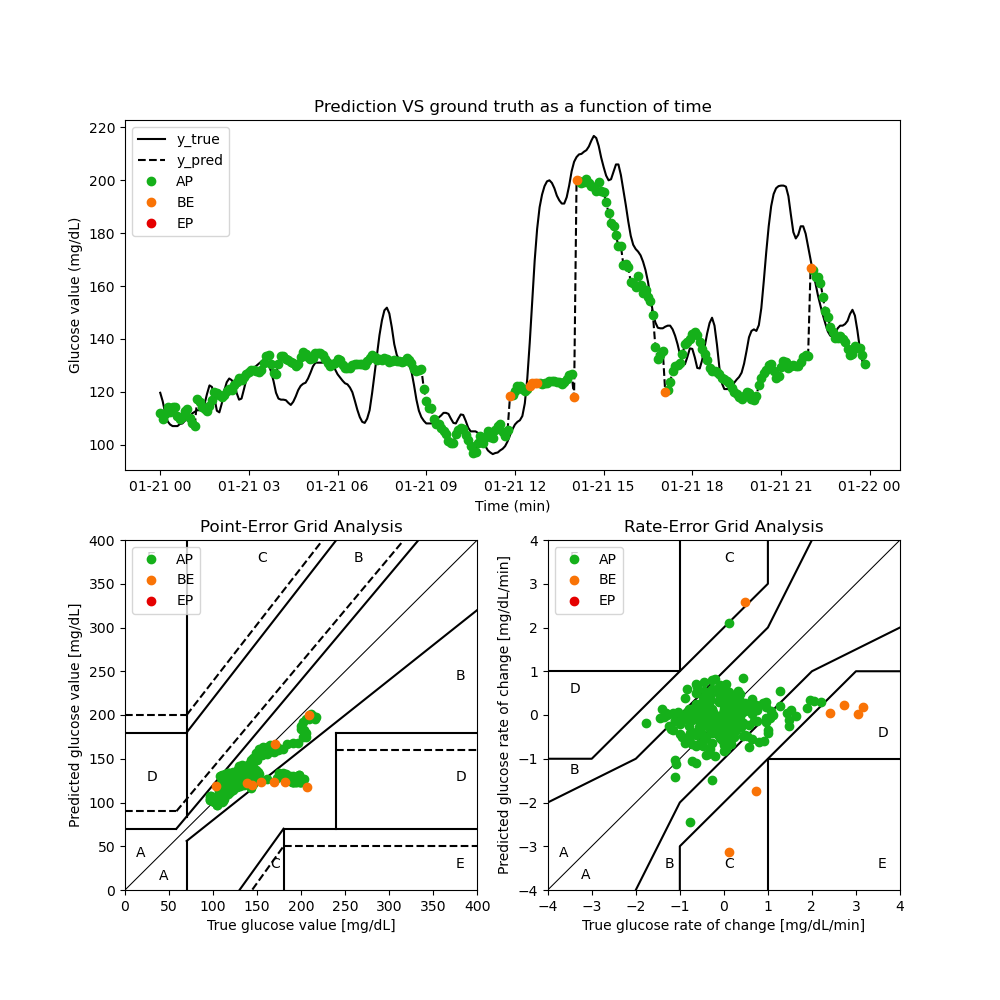 Prediction VS ground truth as a function of time
220
200
180
160
140
120
100
Glucose value (mg/dL)
y_true
y_pred
AP
BE
EP
01-21 00 01-21 03 01-21 06 01-21 09 01-21 12 01-21 15 01-21 18 01-21 21 01-22 00
Time (min)
Point-Error Grid Analysis
400
350
300
250
200
150
100
50
0
Predicted glucose value [mg/dL]
AP
BE
EP
C
B
B
D
D
A
A
C
E
0 50 100 150 200 250 300 350 400
True glucose value [mg/dL]
Rate-Error Grid Analysis
4
3
2
1
0
−1
−2
−3
−4
Predicted glucose rate of change [mg/dL/min]
AP
BE
EP
C
D
D
B
A
A
B
C
E
−4 −3 −2 −1 0 1 2 3 4
True glucose rate of change [mg/dL/min]